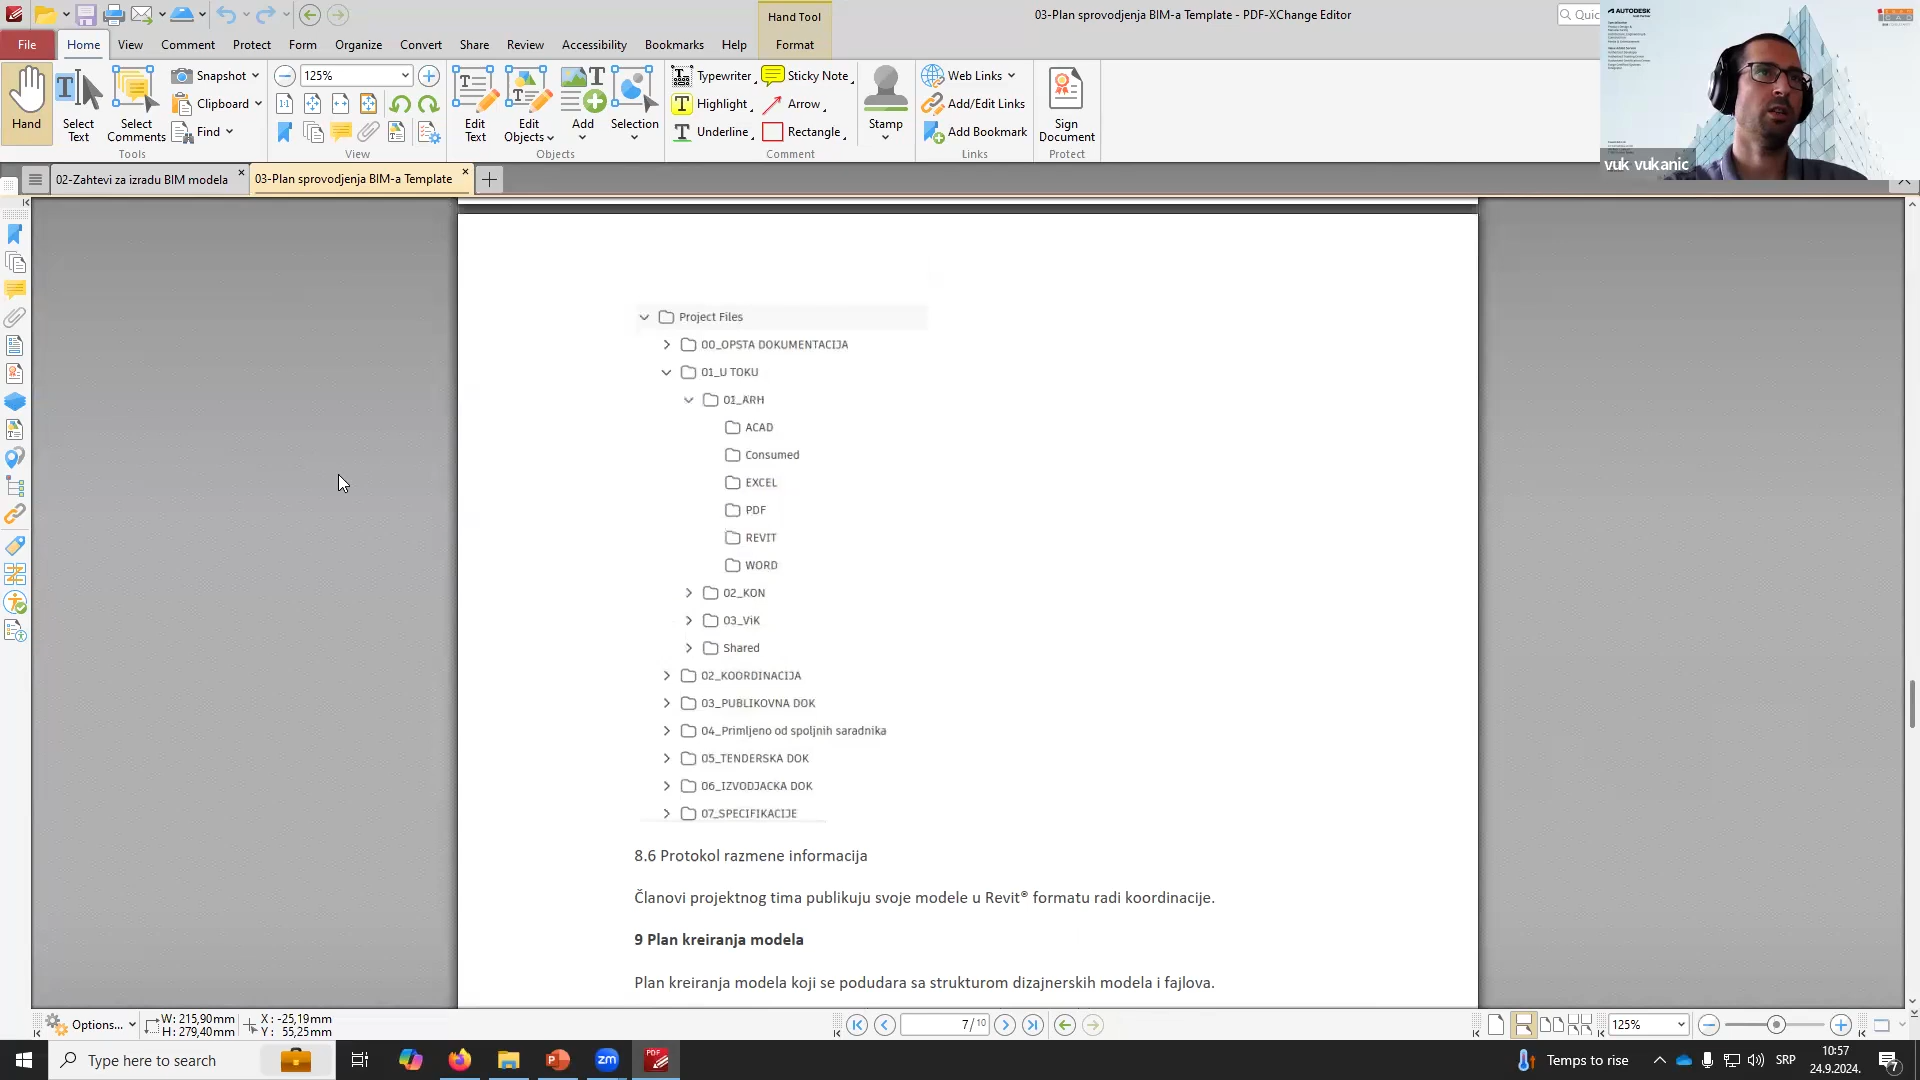 Hand Tool
03-Plan sprovodjenja BIM-a Template - PDF-XChange Editor
Quic
AUTODESK
File
Home
View
Comment
Protect
Form
Organize
Convert
Share
Review
Accessibility
Bookmarks
Help
Format
Hand
Select Text
Select Comments
Snapshot
Clipboard
Find
Tools
125%
View
Edit Text
Edit Objects
Add
Selection
Objects
Typewriter
Highlight
Underline
Sticky Note
Arrow
Rectangle
Comment
Stamp
Web Links
Add/Edit Links
Add Bookmark
Links
Sign Document
Protect
vuk vukanic
02-Zahtevi za izradu BIM modela
03-Plan sprovodjenja BIM-a Template
Project Files
00_OPSTA DOKUMENTACIJA
01_U TOKU
01_ARH
ACAD
Consumed
EXCEL
PDF
REVIT
WORD
02_KON
03_ViK
Shared
02_KOORDINACIJA
03_PUBLIKOVNA DOK
04_Primljeno od spoljnih saradnika
05_TENDERSKA DOK
06_IZVODJACKA DOK
07_SPECIFIKACIJE
8.6 Protokol razmene informacija
Članovi projektnog tima publikuju svoje modele u Revit® formatu radi koordinacije.
9 Plan kreiranja modela
Plan kreiranja modela koji se podudara sa strukturom dizajnerskih modela i fajlova.
Options...
W: 215,90mm
H: 279,40mm
X: -25,19mm
Y: 55,25mm
7/10
125%
Type here to search
zm
PDF
Temps to rise
SRP
10:57
24.9.2024.
7